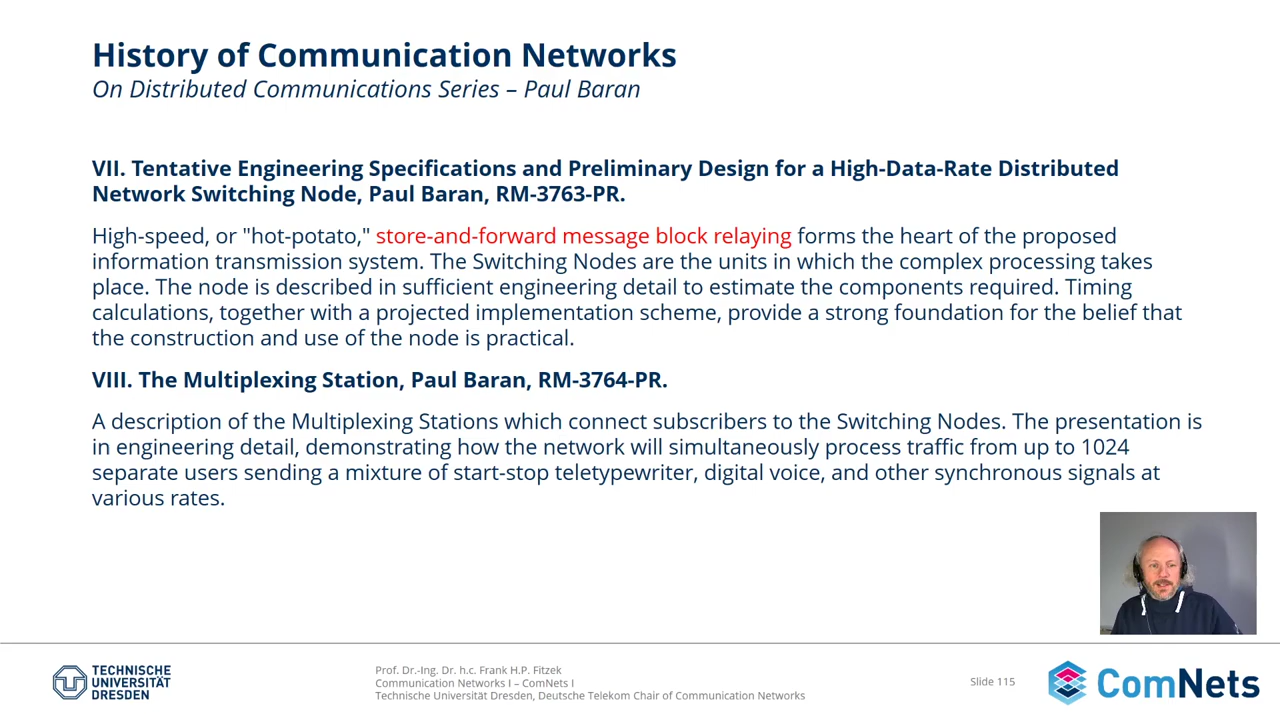 History of Communication Networks
On Distributed Communications Series – Paul Baran
VII. Tentative Engineering Specifications and Preliminary Design for a High-Data-Rate Distributed
Network Switching Node, Paul Baran, RM-3763-PR.
High-speed, or "hot-potato," store-and-forward message block relaying forms the heart of the proposed
information transmission system. The Switching Nodes are the units in which the complex processing takes
place. The node is described in sufficient engineering detail to estimate the components required. Timing
calculations, together with a projected implementation scheme, provide a strong foundation for the belief that
the construction and use of the node is practical.
VIII. The Multiplexing Station, Paul Baran, RM-3764-PR.
A description of the Multiplexing Stations which connect subscribers to the Switching Nodes. The presentation is
in engineering detail, demonstrating how the network will simultaneously process traffic from up to 1024
separate users sending a mixture of start-stop teletypewriter, digital voice, and other synchronous signals at
various rates.
TECHNISCHE
UNIVERSITÄT
DRESDEN
Prof. Dr.-Ing. Dr. h.c. Frank H.P. Fitzek
Communication Networks I – ComNets I
Technische Universität Dresden, Deutsche Telekom Chair of Communication Networks
Slide 115
ComNets